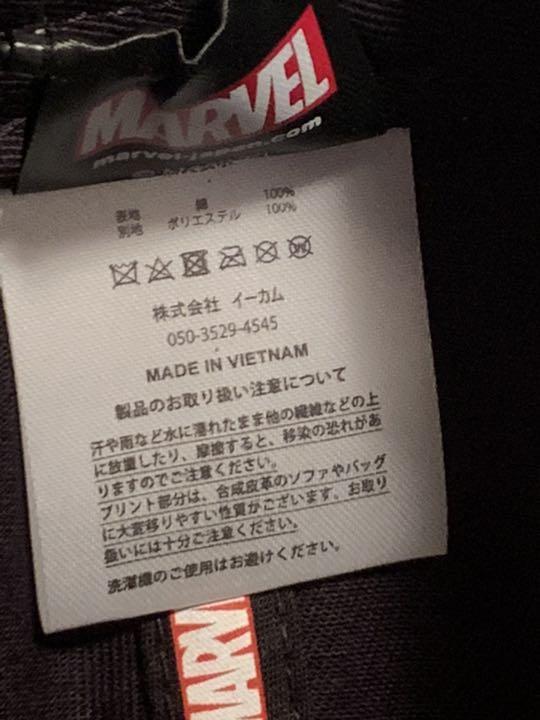 MARVEL
marvel-japan.com
表地 綿 100%
別地 ポリエステル 100%
株式会社 イーカム
050-3529-4545
MADE IN VIETNAM
製品のお取り扱い注意について
汗や雨など水に濡れたまま他の繊維などの上
に放置したり、摩擦すると、移染の恐れがあ
りますのでご注意ください。
プリント部分は、合成皮革のソファやバッグ
に大変移りやすい性質がございます。お取り
扱いには十分ご注意ください。
洗濯機のご使用はお避けください。
MARV